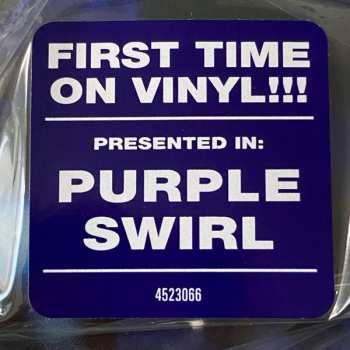 FIRST TIME
ON VINYL!!!
PRESENTED IN:
PURPLE
SWIRL
4523066